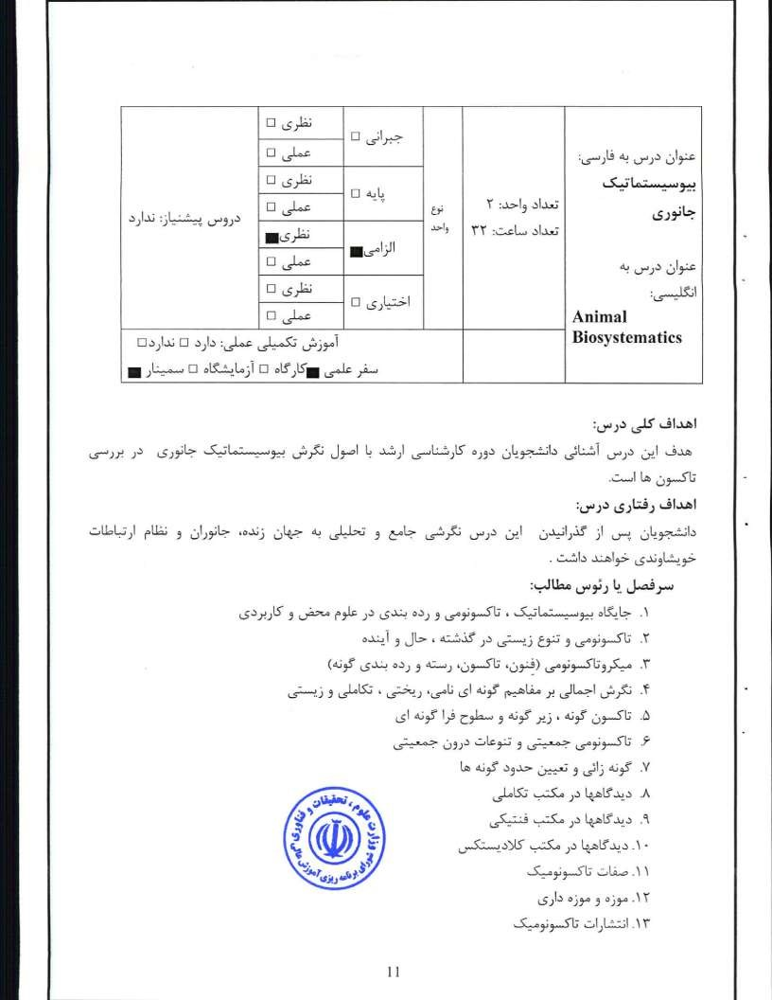 عنوان درس به فارسی:
بیوسیستماتیک
جانوری
عنوان درس به
انگلیسی:
Animal
Biosystematics
تعداد واحد: ۲
تعداد ساعت: ۳۲
نوع
واحد
جبرانی □
نظری □
عملی □
پایه □
نظری □
عملی □
الزامی■
نظری■
عملی □
اختیاری □
نظری □
عملی □
دروس پیشنیاز: ندارد
آموزش تکمیلی عملی: دارد □ ندارد□
سفر علمی ■کارگاه □ آزمایشگاه □ سمینار ■
اهداف کلی درس:
هدف این درس آشنائی دانشجویان دوره کارشناسی ارشد با اصول نگرش بیوسیستماتیک جانوری در بررسی
تاکسون ها است.
اهداف رفتاری درس:
دانشجویان پس از گذرانیدن این درس نگرشی جامع و تحلیلی به جهان زنده، جانوران و نظام ارتباطات
خویشاوندی خواهند داشت .
سرفصل یا رئوس مطالب:
۱. جایگاه بیوسیستماتیک ، تاکسونومی و رده بندی در علوم محض و کاربردی
۲. تاکسونومی و تنوع زیستی در گذشته ، حال و آینده
۳. میکروتاکسونومی (فنون، تاکسون، رسته و رده بندی گونه)
۴. نگرش اجمالی بر مفاهیم گونه ای نامی، ریختی ، تکاملی و زیستی
۵. تاکسون گونه ، زیر گونه و سطوح فرا گونه ای
۶. تاکسونومی جمعیتی و تنوعات درون جمعیتی
۷. گونه زائی و تعیین حدود گونه ها
۸. دیدگاهها در مکتب تکاملی
۹. دیدگاهها در مکتب فنتیکی
۱۰. دیدگاهها در مکتب کلادیستکس
۱۱. صفات تاکسونومیک
۱۲. موزه و موزه داری
۱۳. انتشارات تاکسونومیک
وزارت علوم، تحقیقات و فناوری
شورای برنامه ریزی آموزش عالی
11